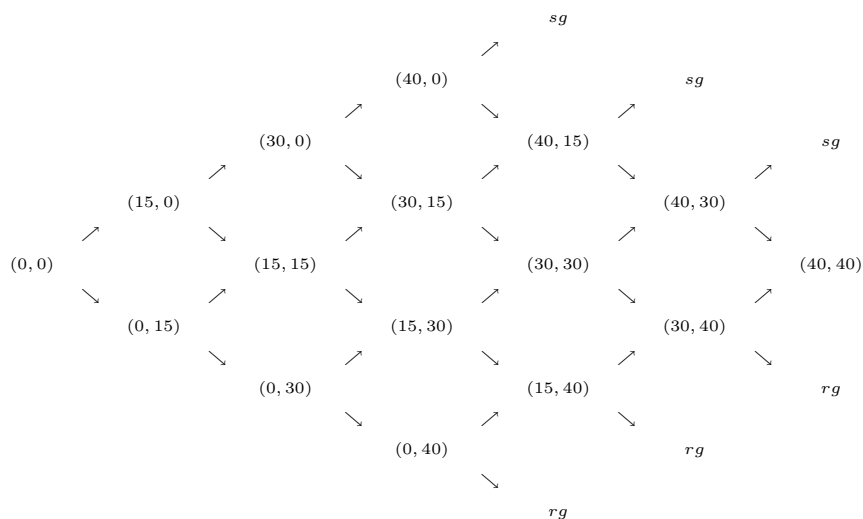 sg
(40, 0)
sg
(30, 0)
(40, 15)
sg
(15, 0)
(30, 15)
(40, 30)
(0, 0)
(15, 15)
(30, 30)
(40, 40)
(0, 15)
(15, 30)
(30, 40)
(0, 30)
(15, 40)
rg
(0, 40)
rg
rg